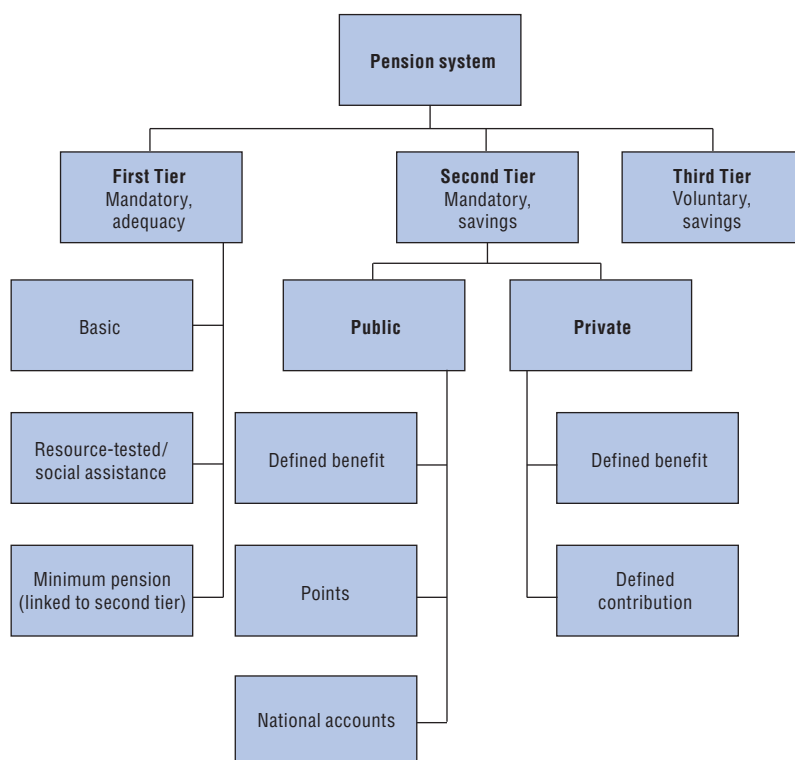 Pension system
First Tier
Mandatory,
adequacy
Second Tier
Mandatory,
savings
Third Tier
Voluntary,
savings
Basic
Public
Private
Resource-tested/
social assistance
Defined benefit
Defined benefit
Minimum pension
(linked to second tier)
Points
Defined
contribution
National accounts